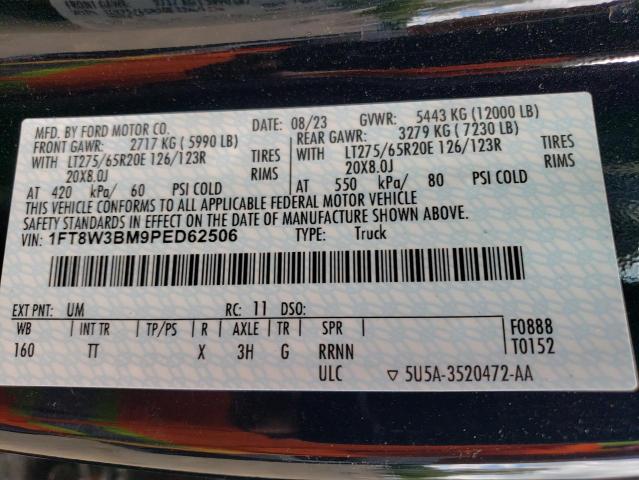 MFD. BY FORD MOTOR CO.
DATE: 08/23 GVWR: 5443 KG (12000 LB)
FRONT GAWR: 2717 KG (5990 LB)
REAR GAWR: 3279 KG (7230 LB)
WITH LT275/65R20E 126/123R TIRES
WITH LT275/65R20E 126/123R TIRES
20X8.0J RIMS
20X8.0J RIMS
AT 420 kPa/ 60 PSI COLD
AT 550 kPa/ 80 PSI COLD
THIS VEHICLE CONFORMS TO ALL APPLICABLE FEDERAL MOTOR VEHICLE
SAFETY STANDARDS IN EFFECT ON THE DATE OF MANUFACTURE SHOWN ABOVE.
VIN: 1FT8W3BM9PED62506 TYPE: Truck
EXT PNT: UM RC: 11 DSO:
WB INT TR TP/PS R AXLE TR SPR F0888
160 TT X 3H G RRNN T0152
ULC ▽ 5U5A-3520472-AA